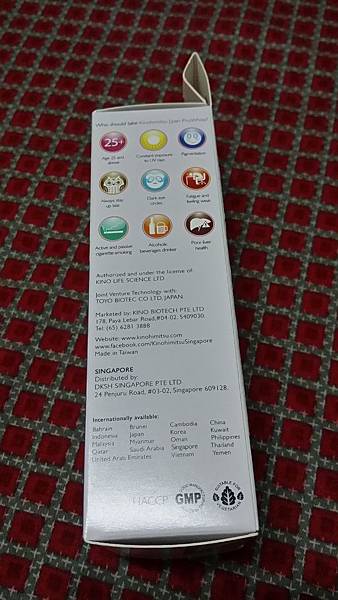 Who should take Kinohimitsu J'pan Fruitifree?
25+
Age 25 and
above
Constant exposure
to UV rays
Pigmentation
Always stay
up late
Dark eye
circles
Fatigue and
feeling weak
Active and passive
cigarette smoking
Alcoholic
beverages drinker
Poor liver
health
Authorized and under the license of:
KINO LIFE SCIENCE LTD
Joint Venture Technology with:
TOYO BIOTEC CO LTD, JAPAN
Marketed by: KINO BIOTECH PTE LTD
178, Paya Lebar Road, #04-02, S409030.
Tel: (65) 6281 3888
Website: www.kinohimitsu.com
www.facebook.com/KinohimitsuSingapore
Made in Taiwan
SINGAPORE
Distributed by:
DKSH SINGAPORE PTE LTD
24 Penjuru Road, #03-02, Singapore 609128.
Internationally available:
Bahrain Brunei Cambodia China
Indonesia Japan Korea Kuwait
Malaysia Myanmar Oman Philippines
Qatar Saudi Arabia Singapore Thailand
United Arab Emirates Vietnam Yemen
HACCP
GMP
SUITABLE FOR
VEGETARIAN